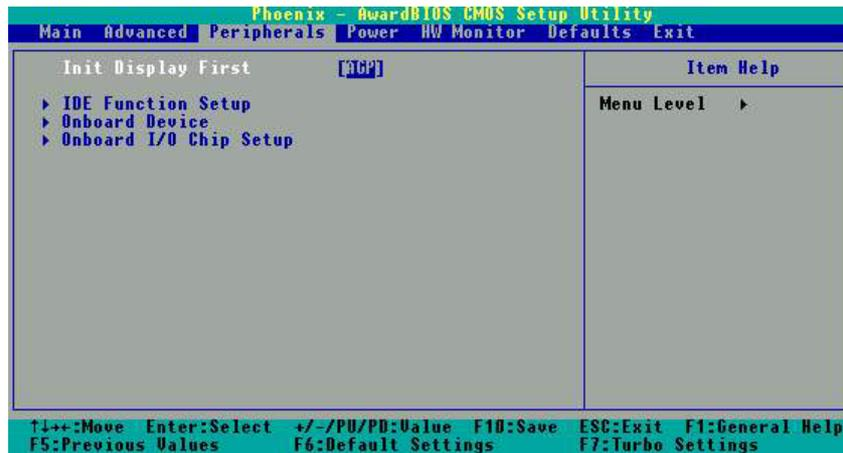 Phoenix - AwardBIOS CMOS Setup Utility
Main Advanced Peripherals Power HW Monitor Defaults Exit
Init Display First [AGP]
▸ IDE Function Setup
▸ Onboard Device
▸ Onboard I/O Chip Setup
Item Help
Menu Level ▸
↑↓→←:Move Enter:Select +/-/PU/PD:Value F10:Save ESC:Exit F1:General Help
F5:Previous Values F6:Default Settings F7:Turbo Settings